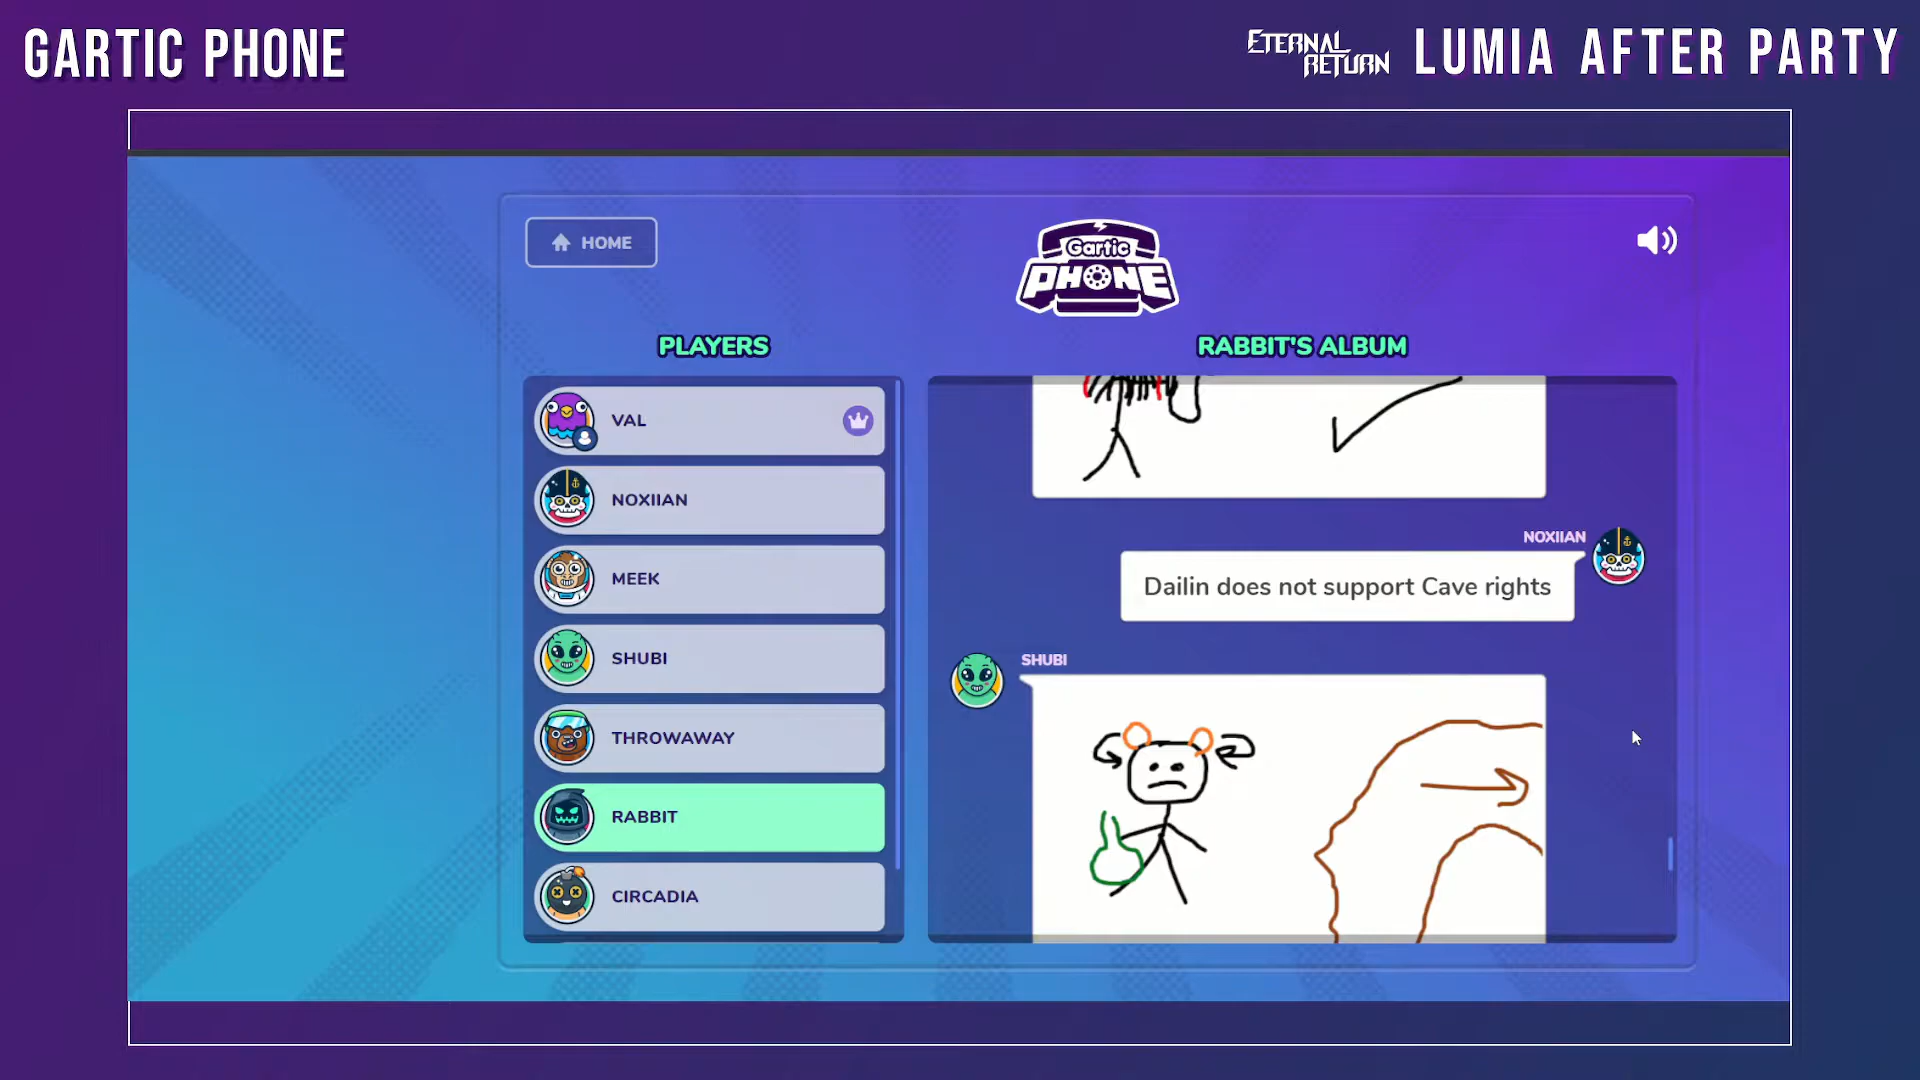 GARTIC PHONE
ETERNAL RETURN
LUMIA AFTER PARTY
HOME
Gartic
PHONE
PLAYERS
RABBIT'S ALBUM
VAL
NOXIIAN
MEEK
SHUBI
THROWAWAY
RABBIT
CIRCADIA
NOXIIAN
Dailin does not support Cave rights
SHUBI